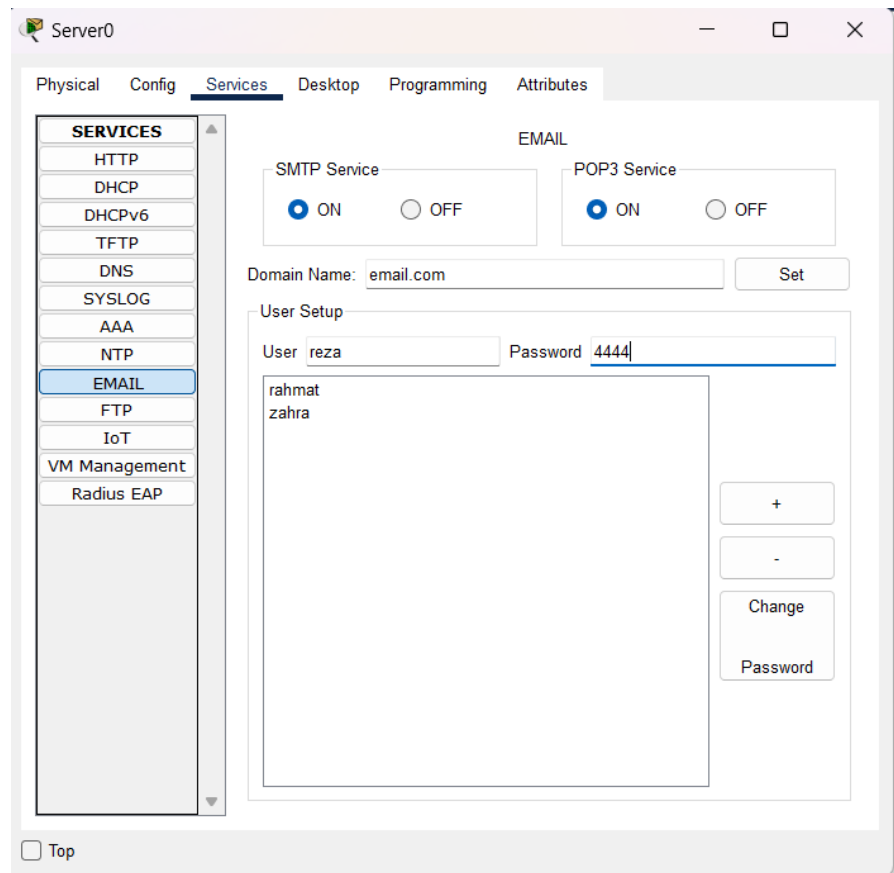 Server0
Physical Config Services Desktop Programming Attributes
SERVICES
HTTP
DHCP
DHCPv6
TFTP
DNS
SYSLOG
AAA
NTP
EMAIL
FTP
IoT
VM Management
Radius EAP
EMAIL
SMTP Service
ON OFF
POP3 Service
ON OFF
Domain Name: email.com Set
User Setup
User reza Password 4444
rahmat
zahra
+
-
Change
Password
Top